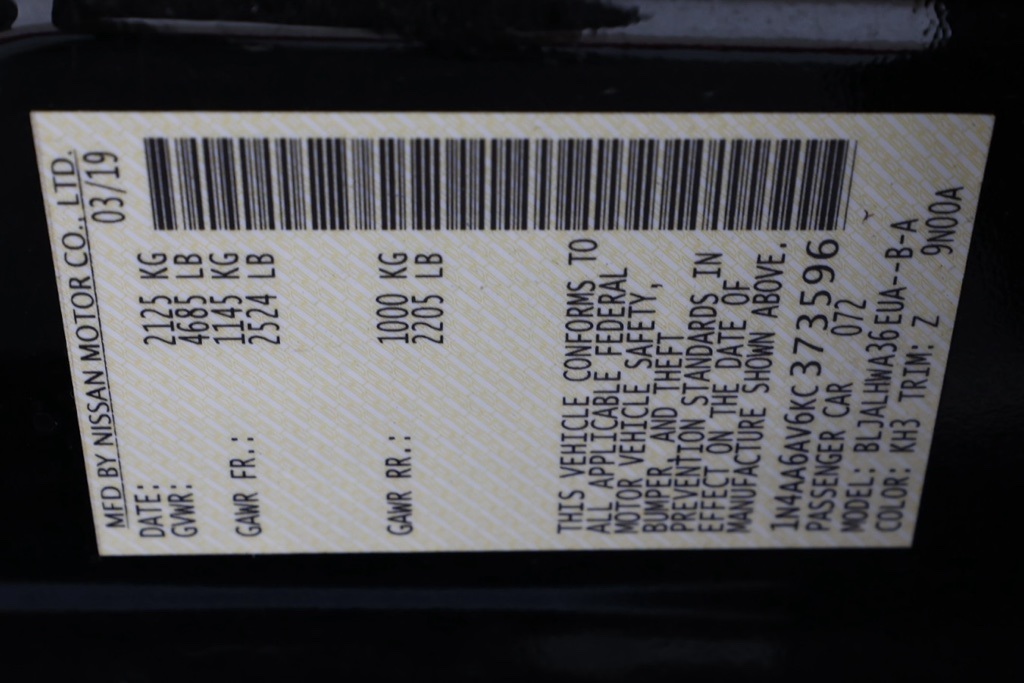 MFD BY NISSAN MOTOR CO., LTD.
DATE: 03/19
GVWR: 2125 KG
4685 LB
GAWR FR.: 1145 KG
2524 LB
GAWR RR.: 1000 KG
2205 LB
THIS VEHICLE CONFORMS TO
ALL APPLICABLE FEDERAL
MOTOR VEHICLE SAFETY,
BUMPER, AND THEFT
PREVENTION STANDARDS IN
EFFECT ON THE DATE OF
MANUFACTURE SHOWN ABOVE.
1N4AA6AV6KC373596
PASSENGER CAR 072
MODEL: BLJALHWA36EUA--B-A
COLOR: KH3 TRIM: Z 9N00A